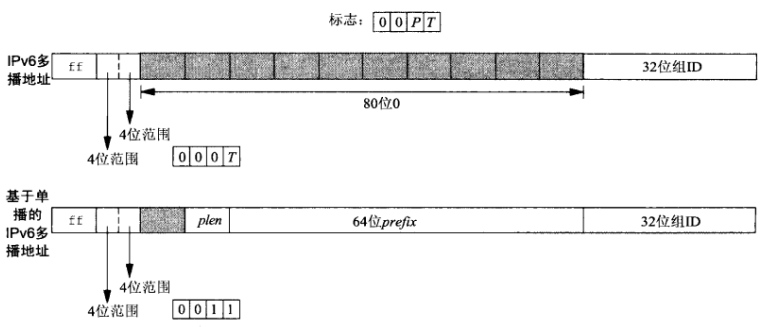 标志： 0 0 P T
IPv6多
播地址
ff
32位组ID
80位0
4位范围
4位范围
0 0 0 T
基于单
播的
IPv6多
播地址
ff
plen
64位prefix
32位组ID
4位范围
4位范围
0 0 1 1